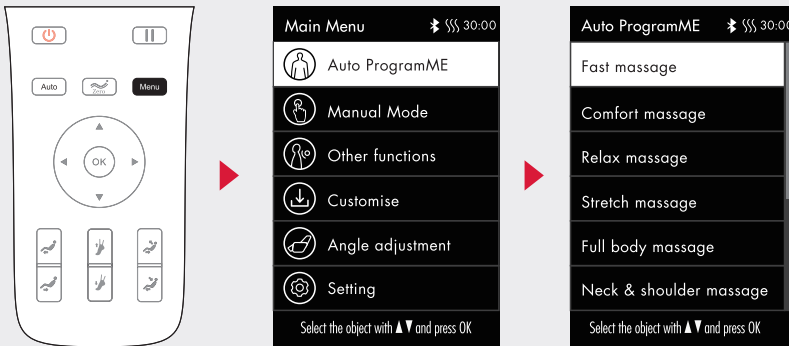 Auto
Zero
Menu
OK
Main Menu 30:00
Auto ProgramME
Manual Mode
Other functions
Customise
Angle adjustment
Setting
Select the object with ▲▼ and press OK
Auto ProgramME 30:00
Fast massage
Comfort massage
Relax massage
Stretch massage
Full body massage
Neck & shoulder massage
Select the object with ▲▼ and press OK